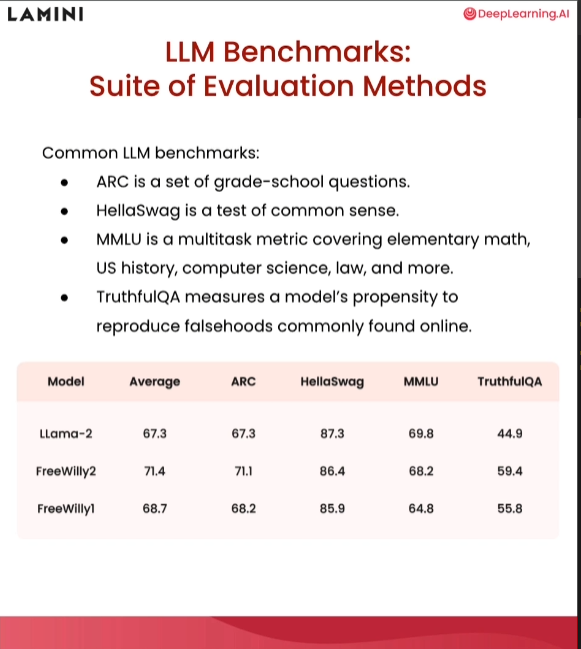 LAMINI
DeepLearning.AI
LLM Benchmarks:
Suite of Evaluation Methods
Common LLM benchmarks:
● ARC is a set of grade-school questions.
● HellaSwag is a test of common sense.
● MMLU is a multitask metric covering elementary math,
US history, computer science, law, and more.
● TruthfulQA measures a model's propensity to
reproduce falsehoods commonly found online.
Model Average ARC HellaSwag MMLU TruthfulQA
LLama-2 67.3 67.3 87.3 69.8 44.9
FreeWilly2 71.4 71.1 86.4 68.2 59.4
FreeWilly1 68.7 68.2 85.9 64.8 55.8